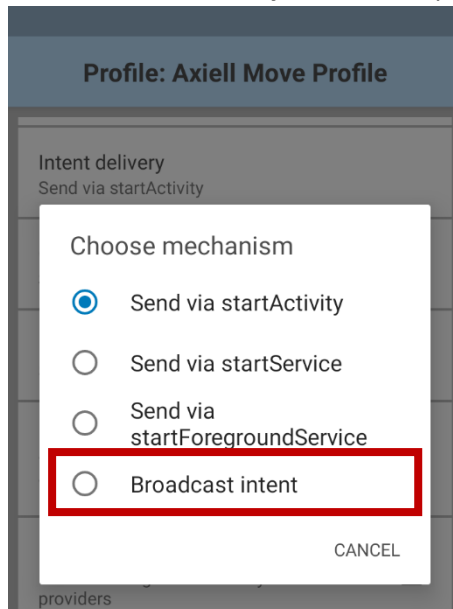 Profile: Axiell Move Profile
Intent delivery
Send via startActivity
Choose mechanism
Send via startActivity
Send via startService
Send via
startForegroundService
Broadcast intent
CANCEL
providers